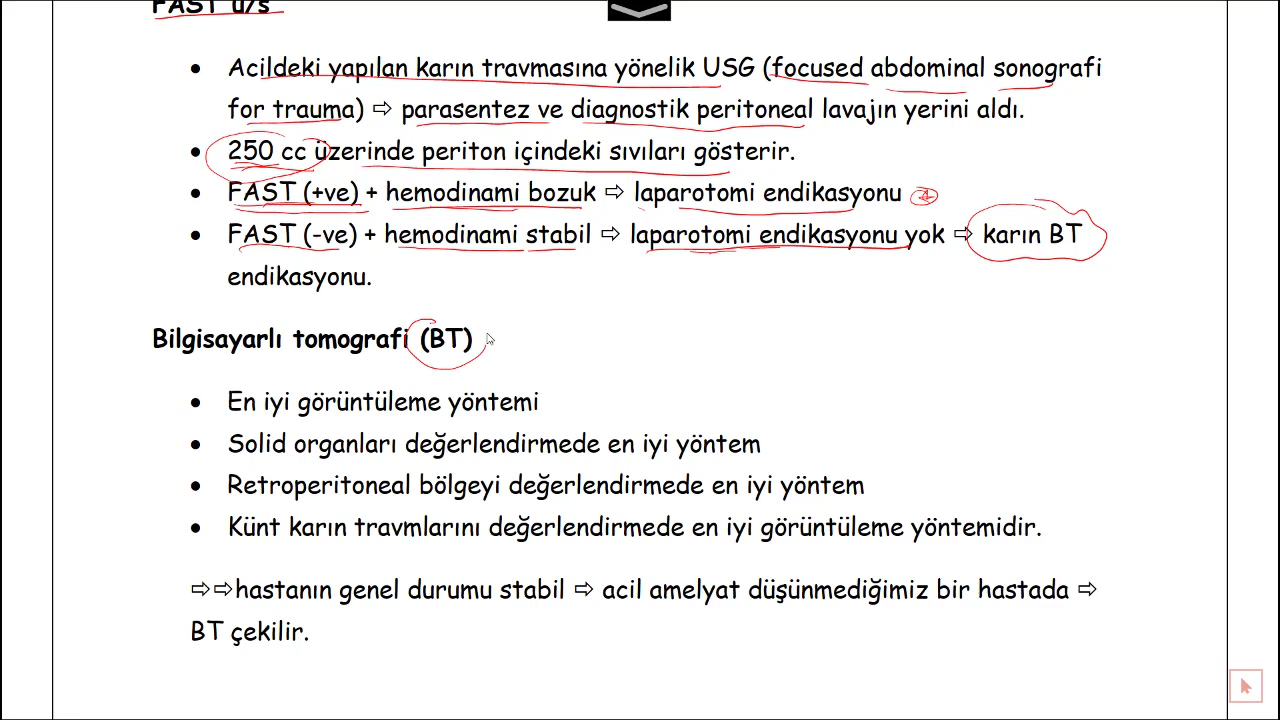 FAST u/s
• Acildeki yapılan karın travmasına yönelik USG (focused abdominal sonografi
for trauma) ⇨ parasentez ve diagnostik peritoneal lavajın yerini aldı.
• 250 cc üzerinde periton içindeki sıvıları gösterir.
• FAST (+ve) + hemodinami bozuk ⇨ laparotomi endikasyonu
• FAST (-ve) + hemodinami stabil ⇨ laparotomi endikasyonu yok ⇨ karın BT
endikasyonu.
Bilgisayarlı tomografi (BT)
• En iyi görüntüleme yöntemi
• Solid organları değerlendirmede en iyi yöntem
• Retroperitoneal bölgeyi değerlendirmede en iyi yöntem
• Künt karın travmlarını değerlendirmede en iyi görüntüleme yöntemidir.
⇨⇨hastanın genel durumu stabil ⇨ acil amelyat düşünmediğimiz bir hastada ⇨
BT çekilir.